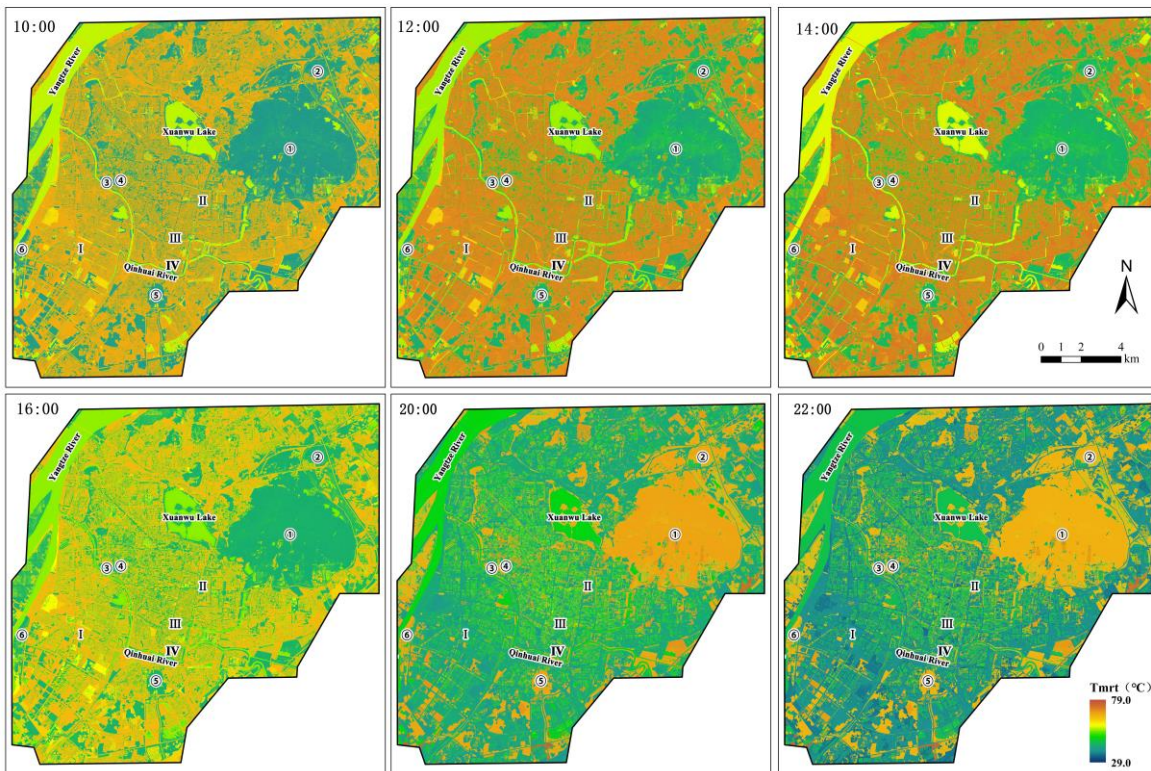 10:00
Yangtze River
②
Xuanwu Lake
①
③ ④
II
III
I
⑥
IV
Qinhuai River
⑤
12:00
Yangtze River
②
Xuanwu Lake
①
③ ④
II
III
I
⑥
IV
Qinhuai River
⑤
14:00
Yangtze River
②
Xuanwu Lake
①
③ ④
II
III
I
⑥
IV
Qinhuai River
⑤
N
0 1 2 4
km
16:00
Yangtze River
②
Xuanwu Lake
①
③ ④
II
III
I
⑥
IV
Qinhuai River
⑤
20:00
Yangtze River
②
Xuanwu Lake
①
③ ④
II
III
I
⑥
IV
Qinhuai River
⑤
22:00
Yangtze River
②
Xuanwu Lake
①
③ ④
II
III
I
⑥
IV
Qinhuai River
⑤
Tmrt (°C)
79.0
29.0